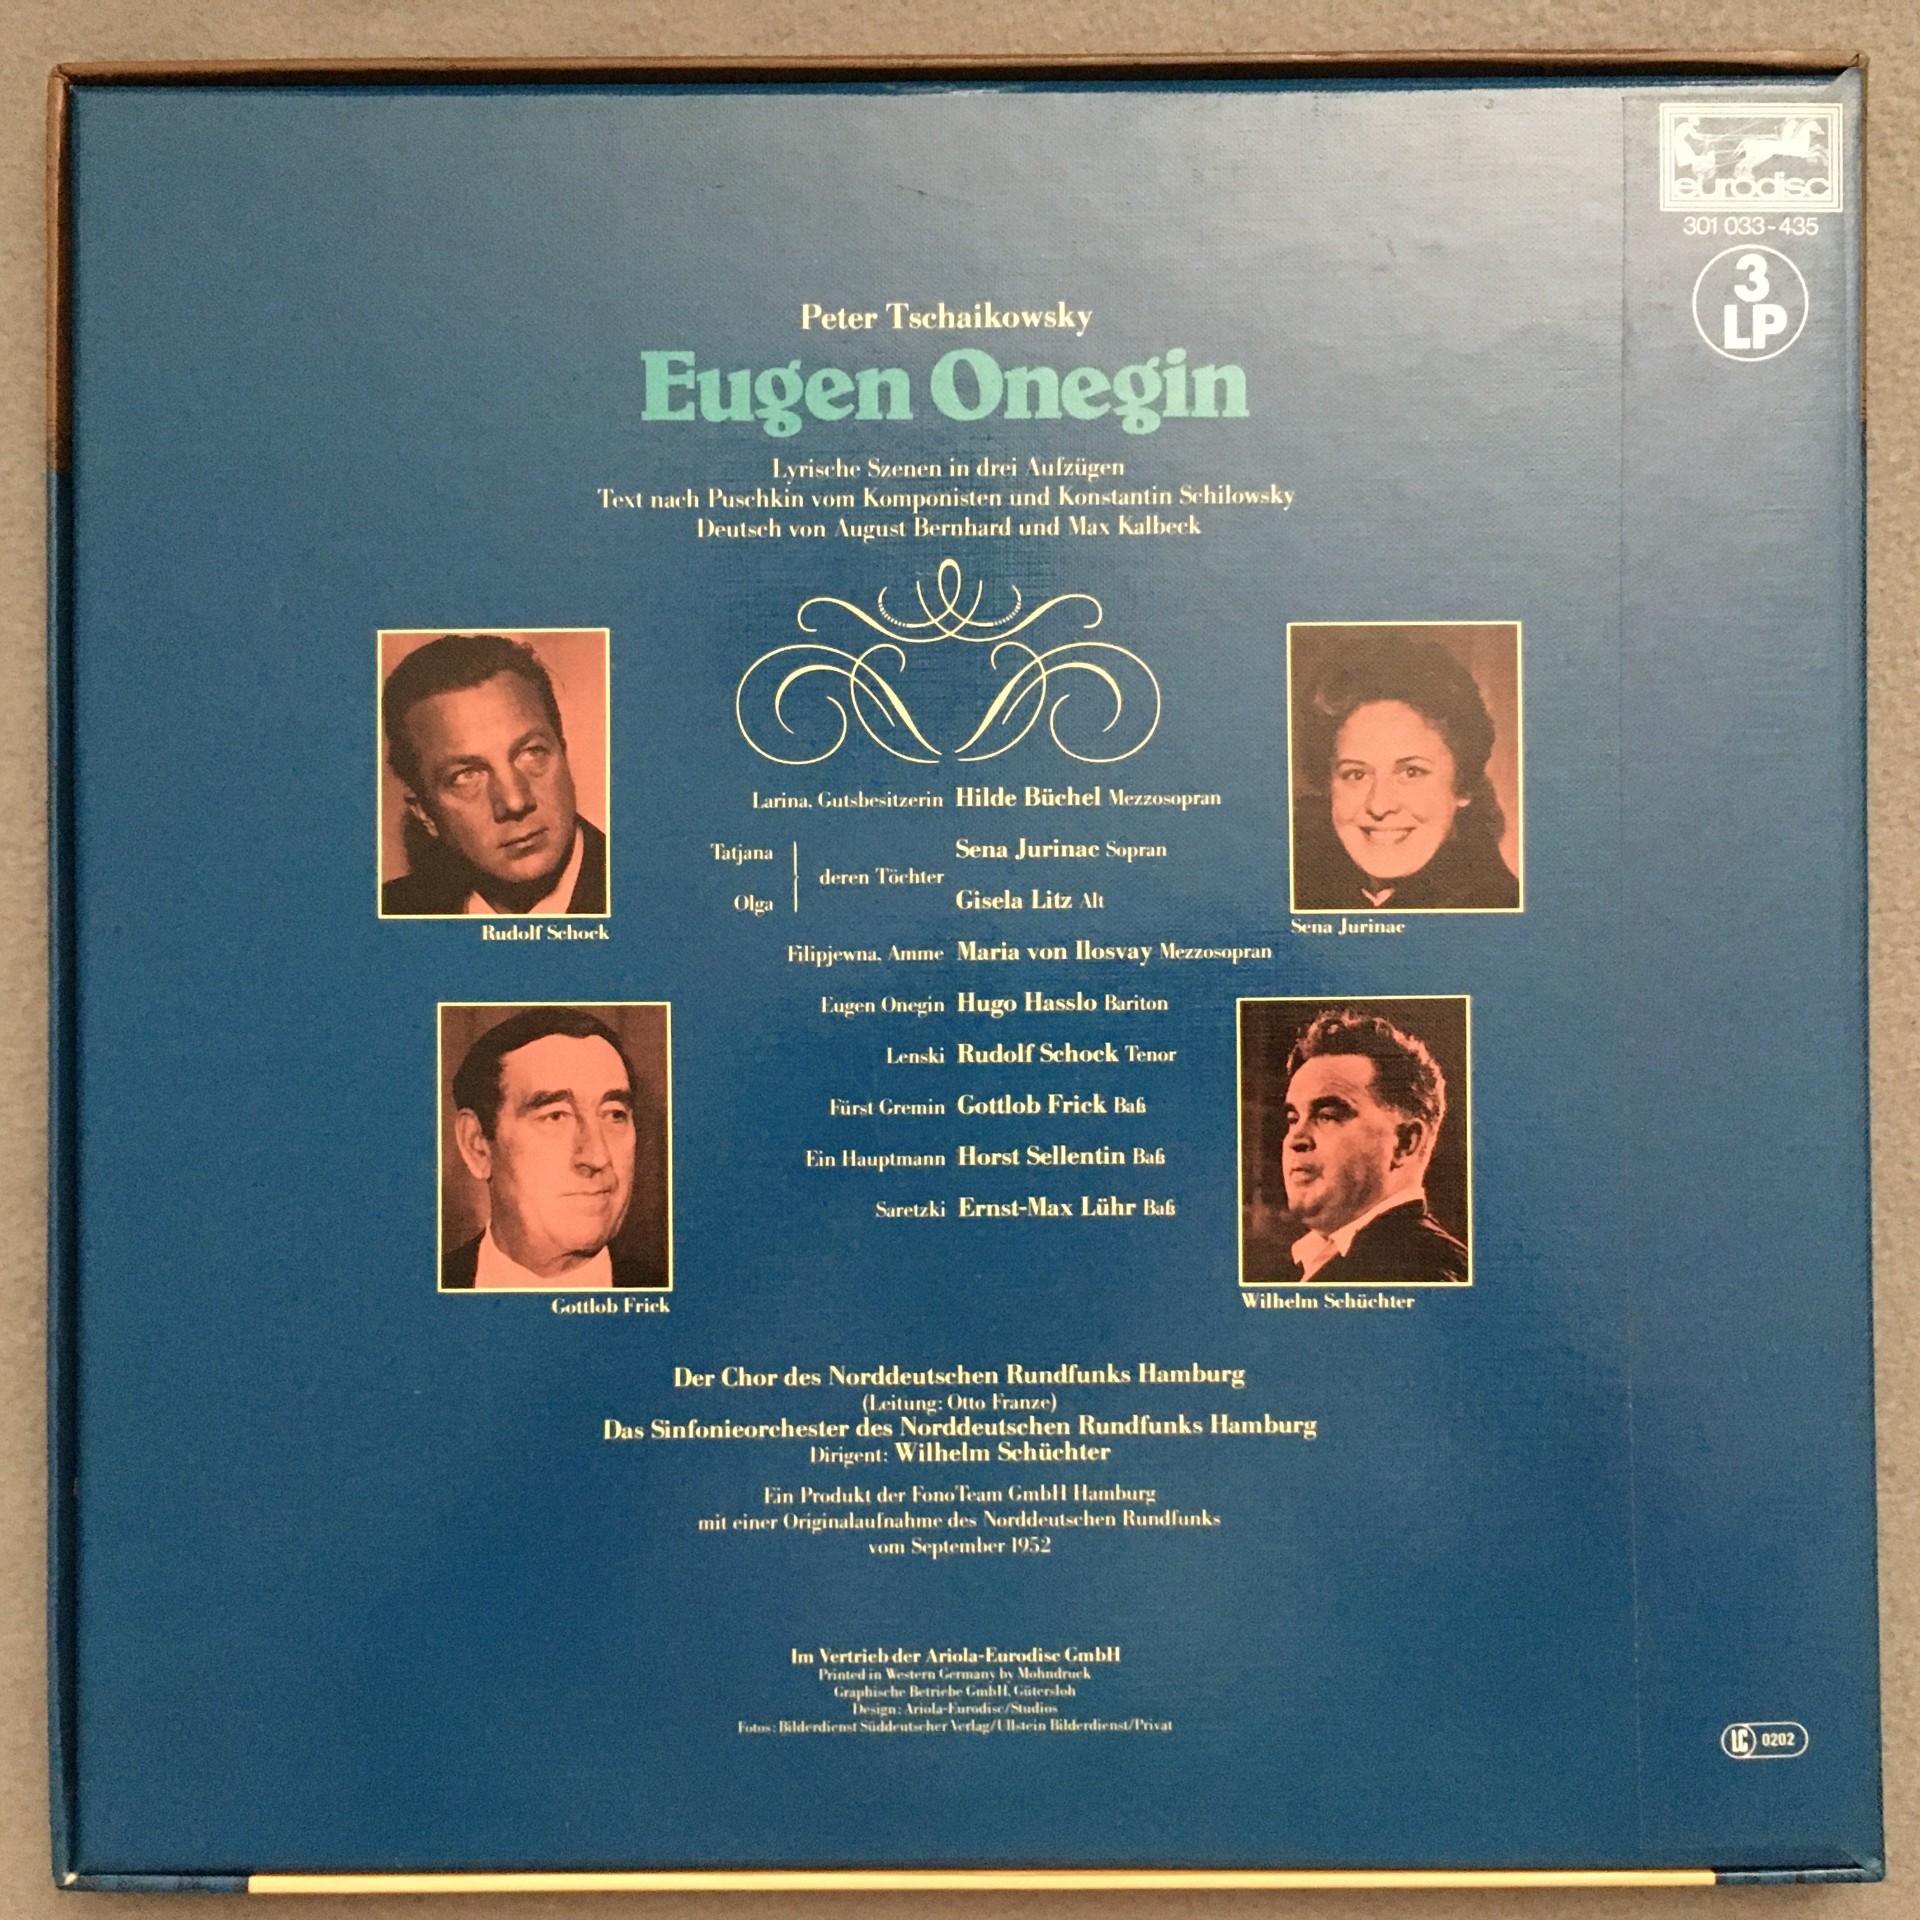 eurodisc
301 033-435
3
LP
Peter Tschaikowsky
Eugen Onegin
Lyrische Szenen in drei Aufzügen
Text nach Puschkin vom Komponisten und Konstantin Schilowsky
Deutsch von August Bernhard und Max Kalbeck
Rudolf Schock
Sena Jurinac
Larina, Gutsbesitzerin Hilde Büchel Mezzosopran
Tatjana Sena Jurinac Sopran
deren Töchter
Olga Gisela Litz Alt
Filipjewna, Amme Maria von Ilosvay Mezzosopran
Eugen Onegin Hugo Hasslo Bariton
Lenski Rudolf Schock Tenor
Fürst Gremin Gottlob Frick Baß
Ein Hauptmann Horst Sellentin Baß
Saretzki Ernst-Max Lühr Baß
Gottlob Frick
Wilhelm Schüchter
Der Chor des Norddeutschen Rundfunks Hamburg
(Leitung: Otto Franze)
Das Sinfonieorchester des Norddeutschen Rundfunks Hamburg
Dirigent: Wilhelm Schüchter
Ein Produkt der FonoTeam GmbH Hamburg
mit einer Originalaufnahme des Norddeutschen Rundfunks
vom September 1952
Im Vertrieb der Ariola-Eurodisc GmbH
Printed in Western Germany by Mohndruck
Graphische Betriebe GmbH, Gütersloh
Design: Ariola-Eurodisc/Studios
Fotos: Bilderdienst Süddeutscher Verlag/Ullstein Bilderdienst/Privat
LC 0202